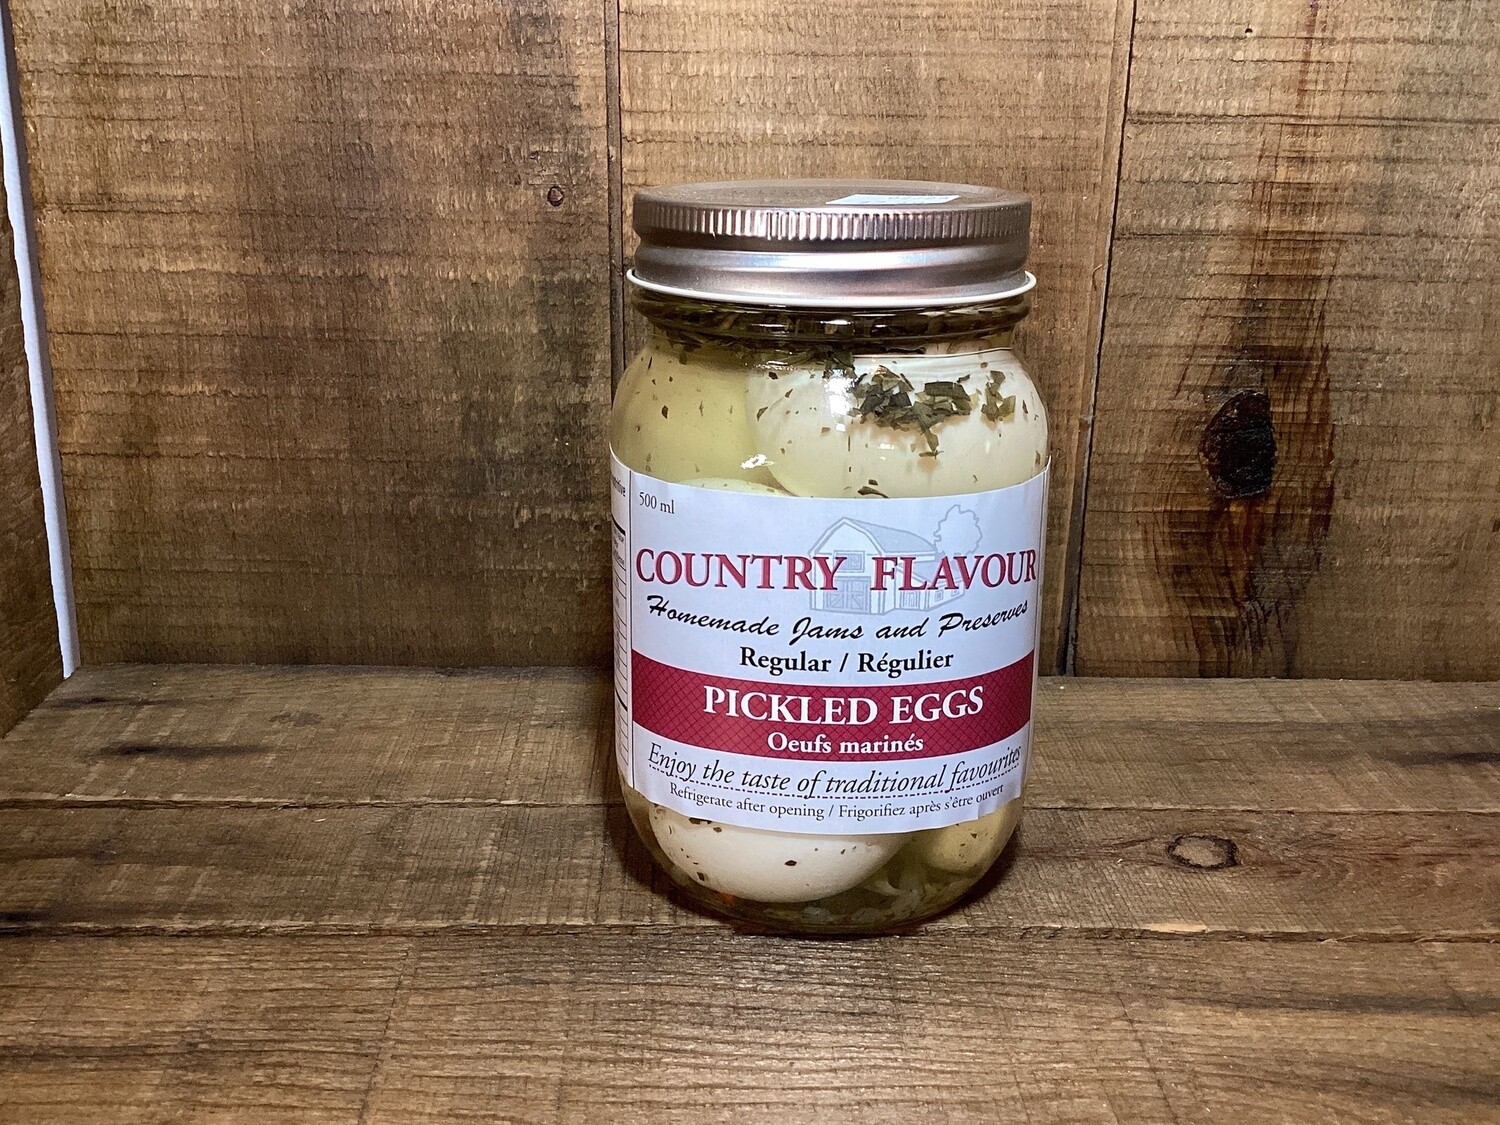 500 ml
COUNTRY FLAVOUR
Homemade Jams and Preserves
Regular / Régulier
PICKLED EGGS
Oeufs marinés
Enjoy the taste of traditional favourites
Refrigerate after opening / Frigorifiez après s'être ouvert